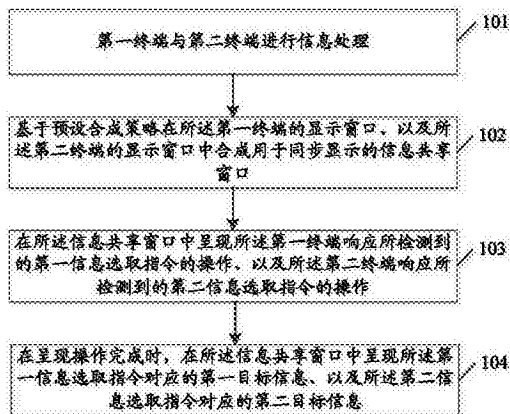 第一终端与第二终端进行信息处理
101
基于预设合成策略在所述第一终端的显示窗口、以及所
述第二终端的显示窗口中合成用于同步显示的信息共享
窗口
102
在所述信息共享窗口中呈现所述第一终端响应所检测到
的第一信息选取指令的操作、以及所述第二终端响应所
检测到的第二信息选取指令的操作
103
在呈现操作完成时，在所述信息共享窗口中呈现所述第
一信息选取指令对应的第一目标信息、以及所述第二信
息选取指令对应的第二目标信息
104